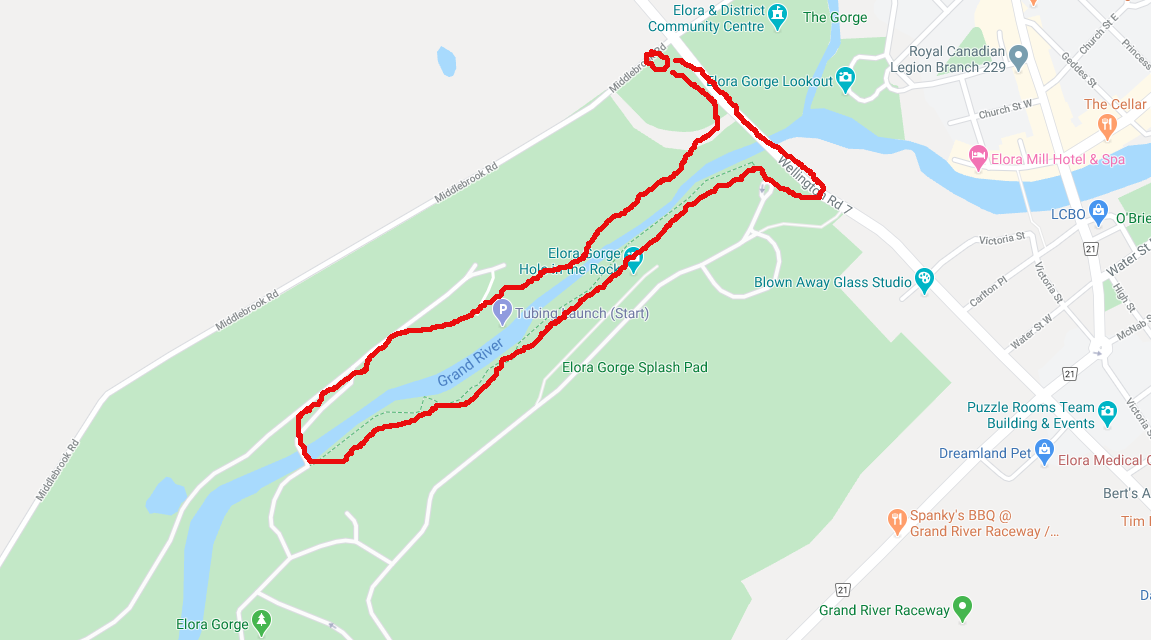 Elora & District
Community Centre
The Gorge
Church St E
Princess
Royal Canadian
Legion Branch 229
Geddes St
Middlebrook Rd
Elora Gorge Lookout
Church St W
The Cellar
Elora Mill Hotel & Spa
Middlebrook Rd
Wellington Rd 7
LCBO
O'Brie
Victoria St
21
Water St
Water St W
Elora Gorge
Hole in the Rock
Blown Away Glass Studio
Carlton Pl
Victoria St
High St
Middlebrook Rd
Tubing Launch (Start)
Water St W
McNab S
Grand River
Elora Gorge Splash Pad
21
Puzzle Rooms Team
Building & Events
Victoria St
Middlebrook Rd
Dreamland Pet
Elora Medical C
Bert's A
Spanky's BBQ @
Grand River Raceway /...
Tim
21
Da
Grand River Raceway
Elora Gorge